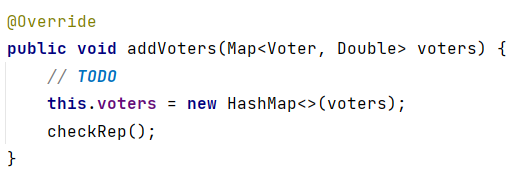 @Override
public void addVoters(Map<Voter, Double> voters) {
    // TODO
    this.voters = new HashMap<>(voters);
    checkRep();
}